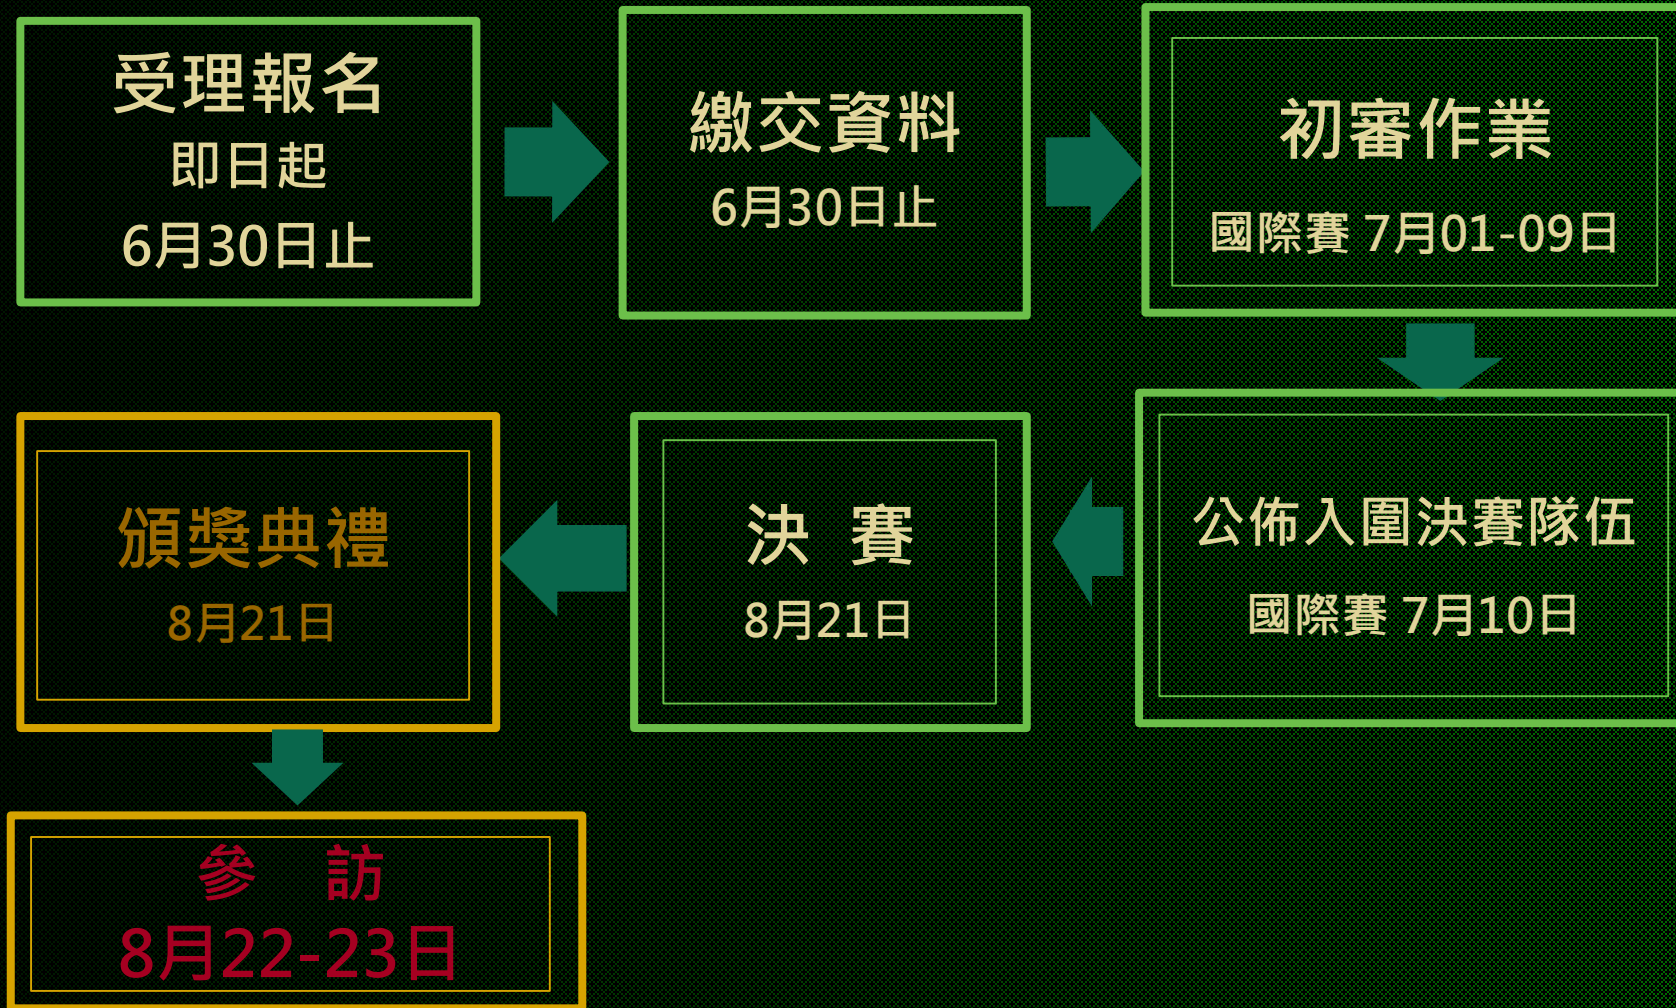 受理報名
即日起
6月30日止
繳交資料
6月30日止
初審作業
國際賽 7月01-09日
公佈入圍決賽隊伍
國際賽 7月10日
決 賽
8月21日
頒獎典禮
8月21日
參 訪
8月22-23日